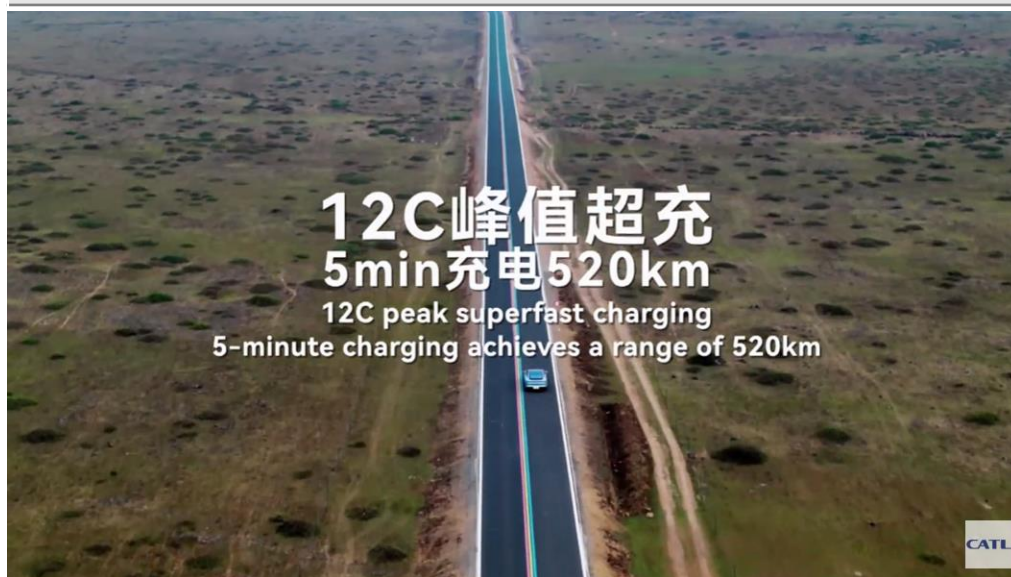 12C峰值超充
5min充电520km
12C peak superfast charging
5-minute charging achieves a range of 520km
CATL